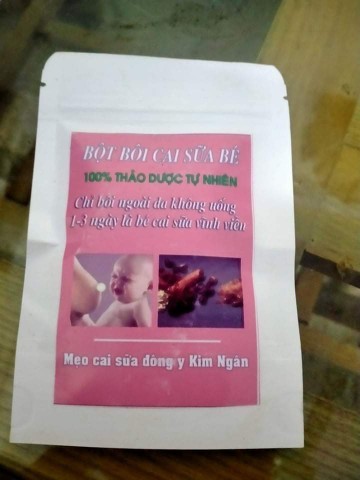 BỘT BÔI CAI SỮA BÉ
100% THẢO DƯỢC TỰ NHIÊN
Chỉ bôi ngoài da không uống
1-3 ngày là bé cai sữa vĩnh viễn
Mẹo cai sữa đông y Kim Ngân